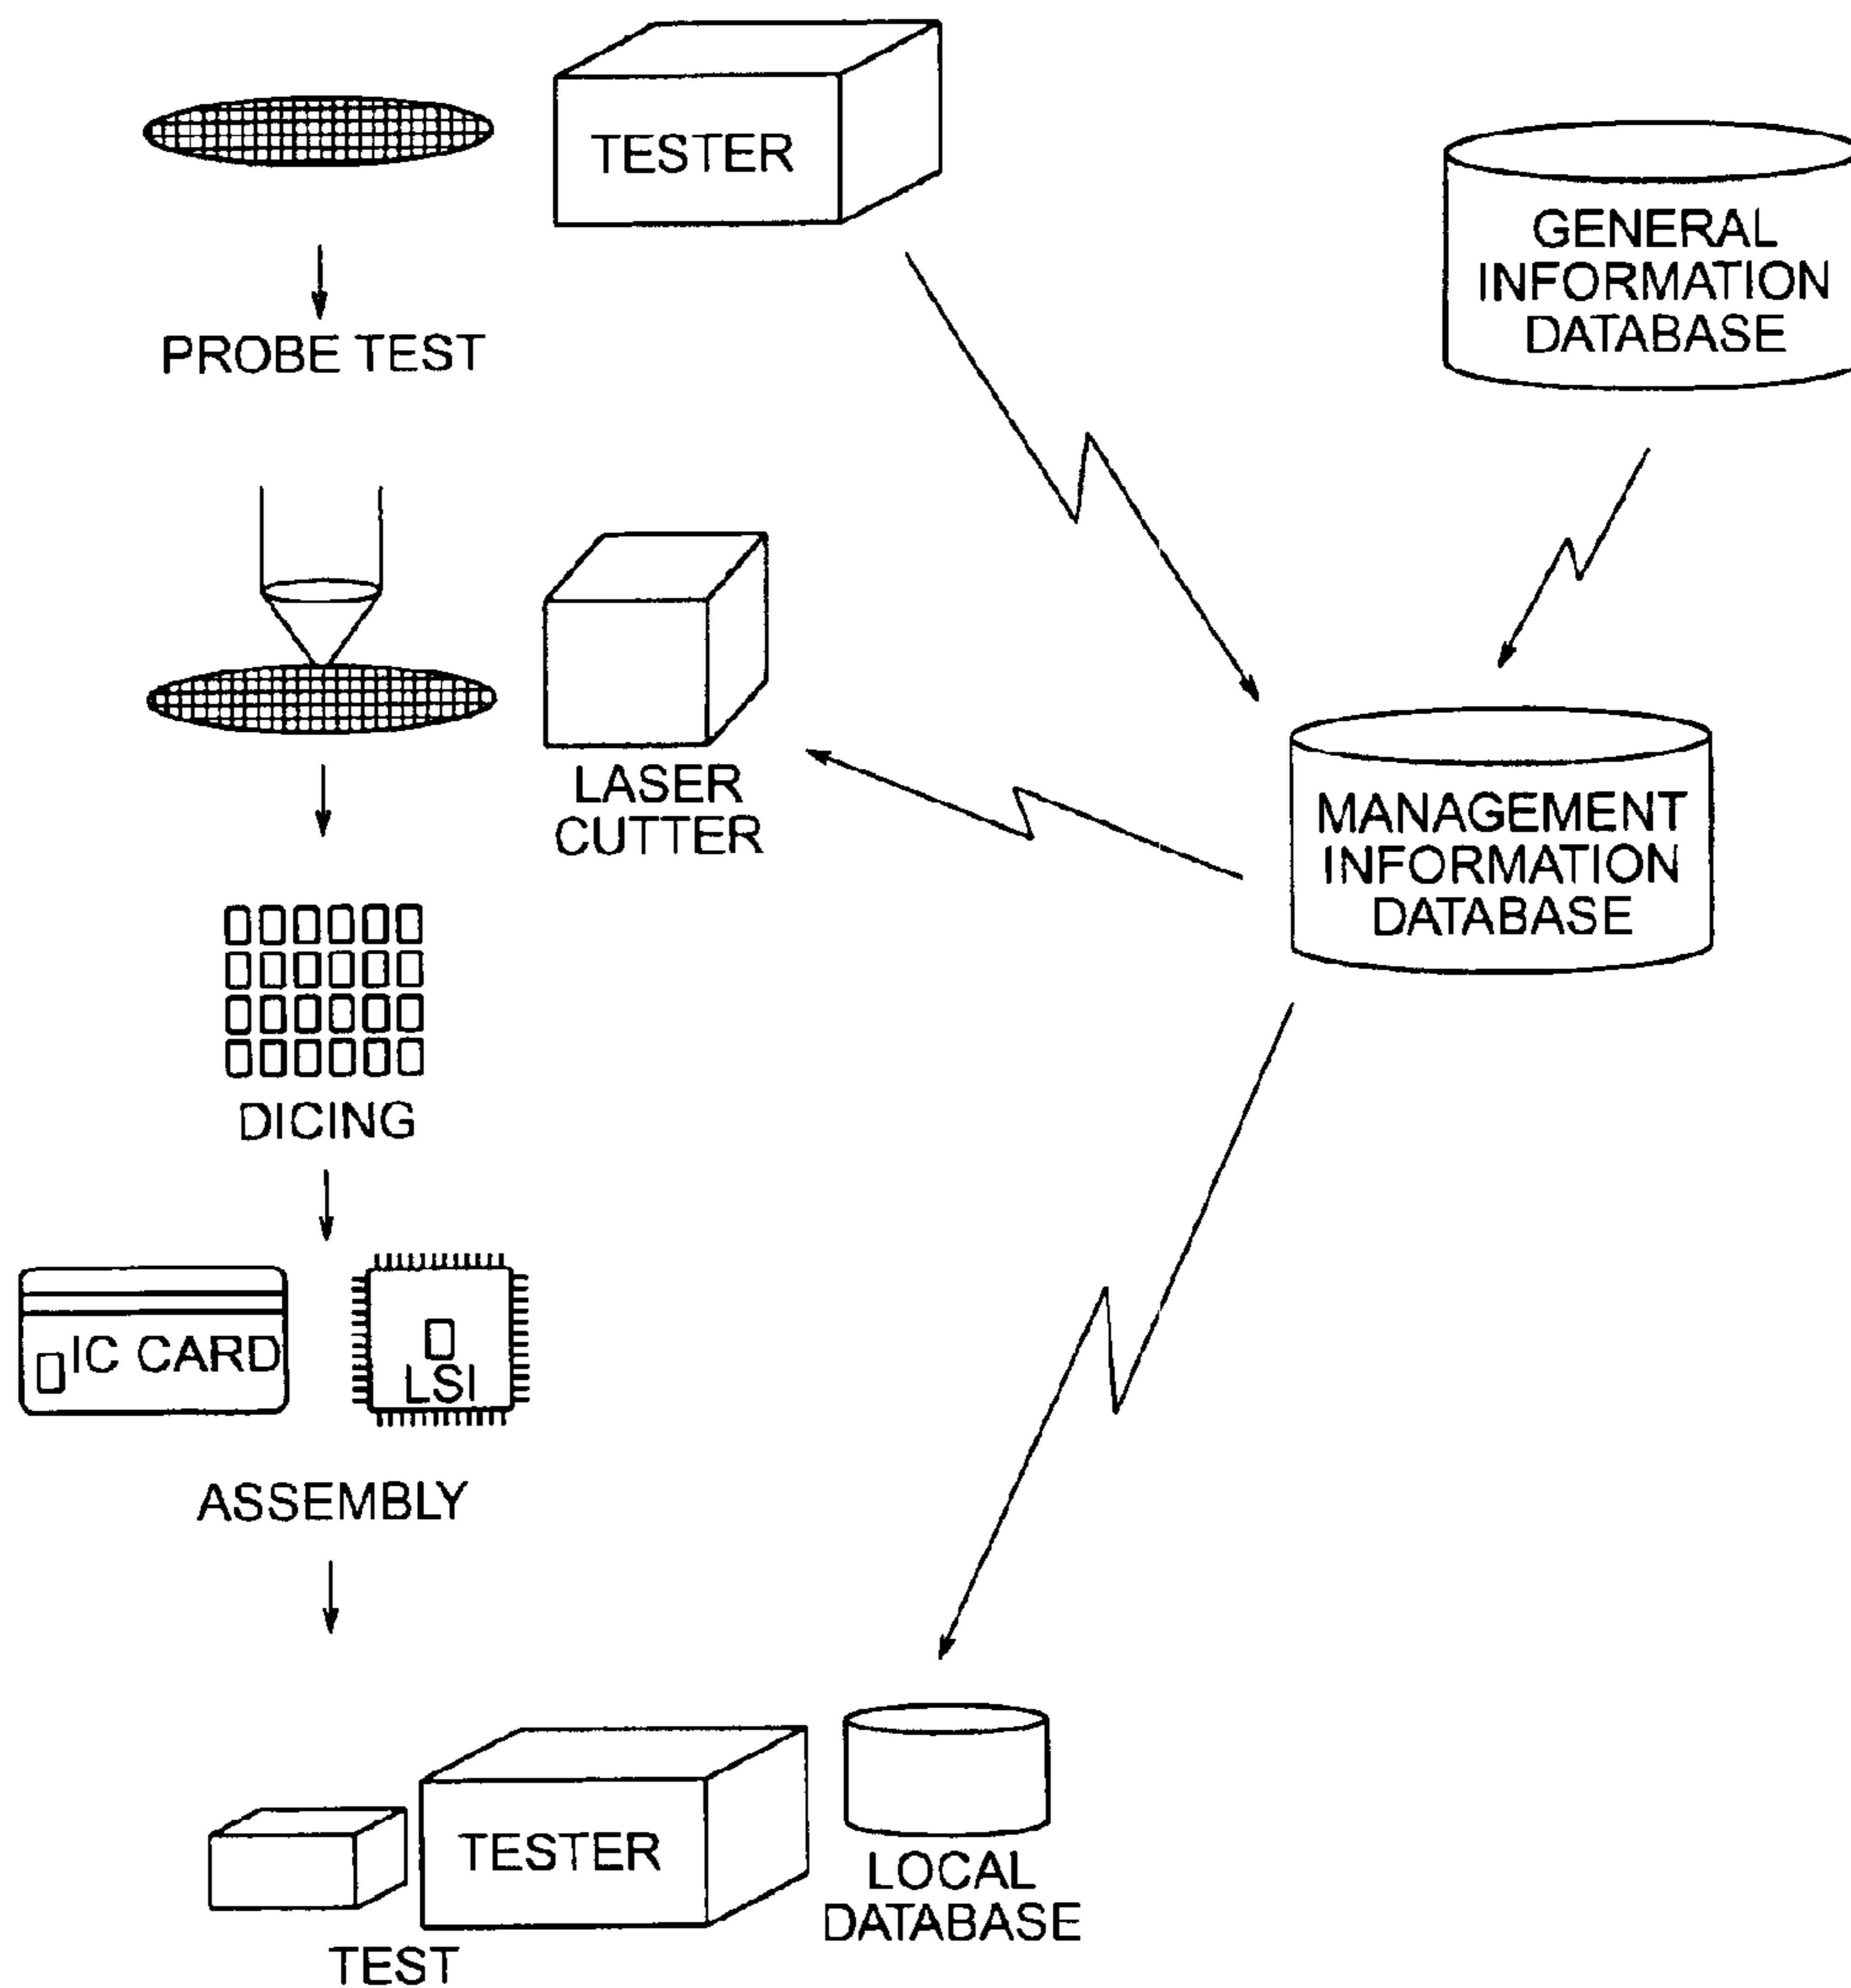 TESTER
GENERAL
INFORMATION
DATABASE
PROBE TEST
LASER
CUTTER
MANAGEMENT
INFORMATION
DATABASE
DICING
IC CARD
LSI
ASSEMBLY
TESTER
LOCAL
DATABASE
TEST